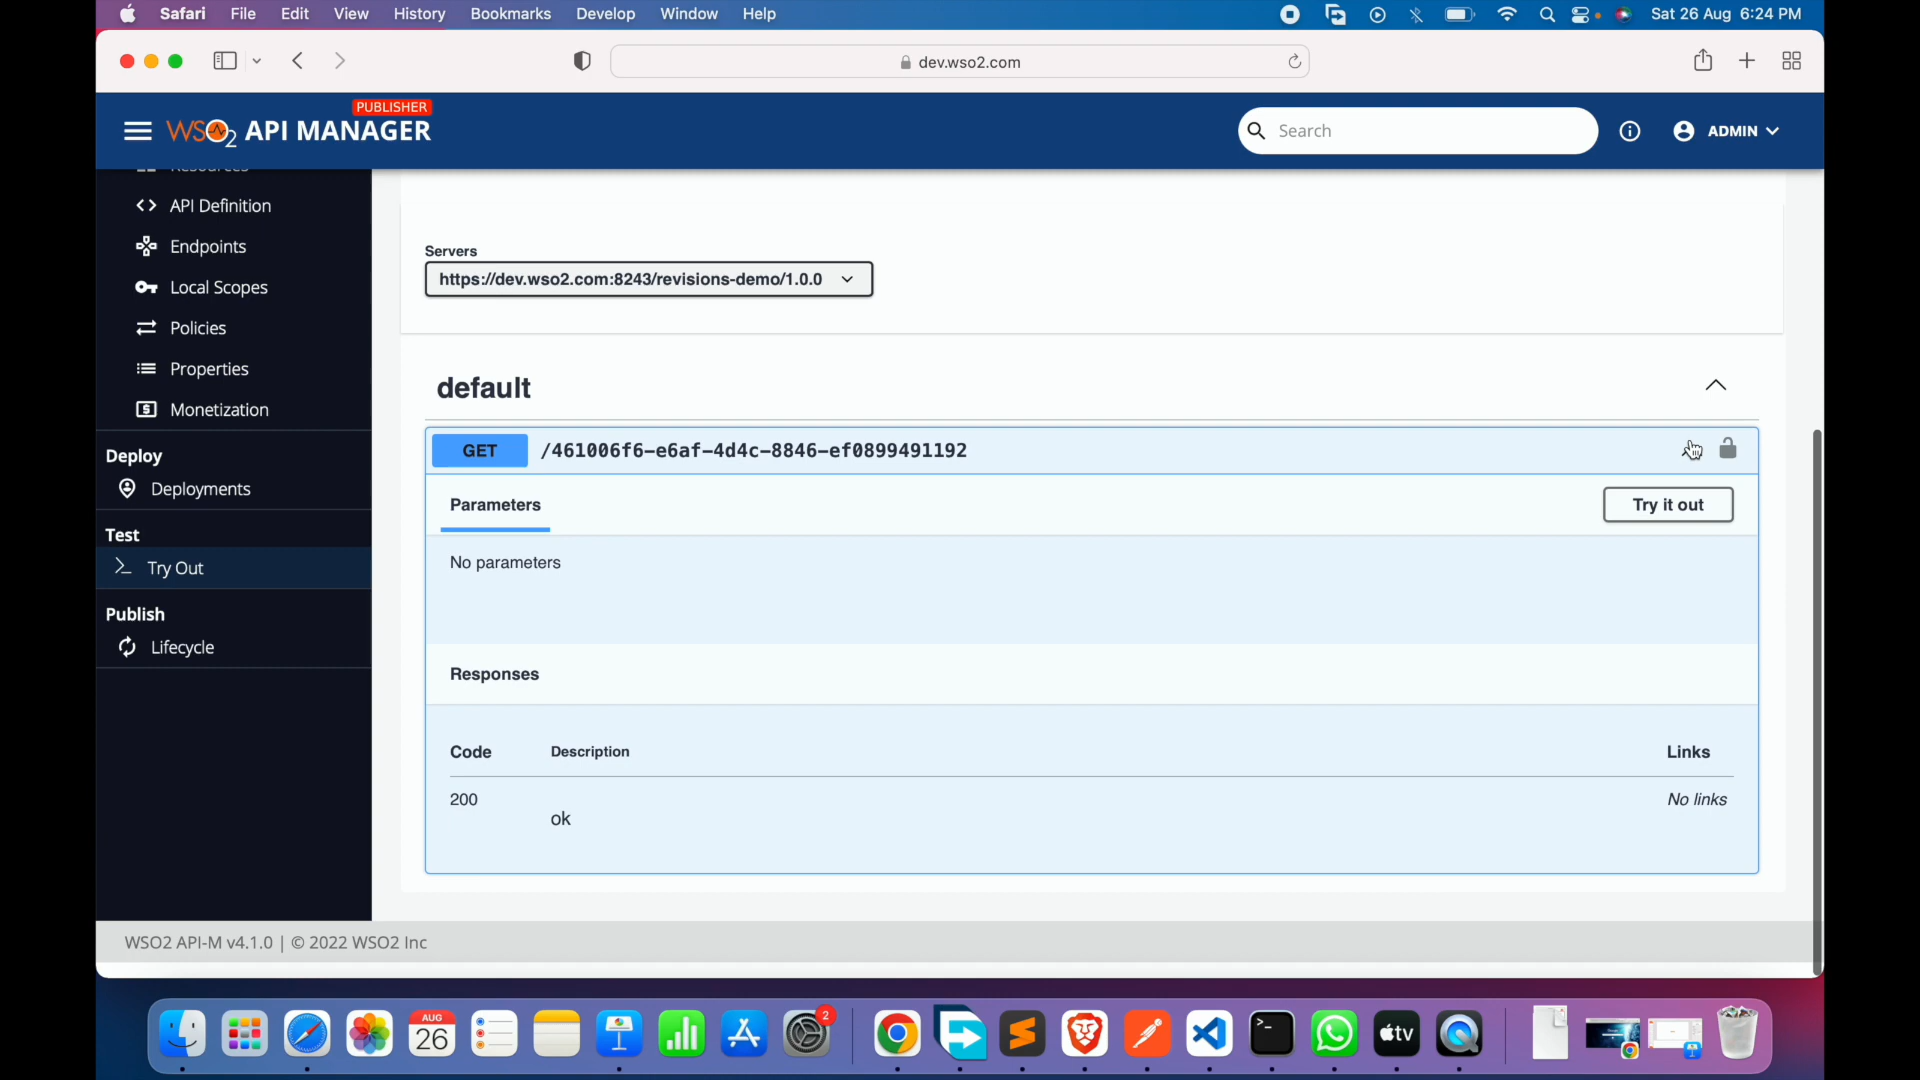 Safari File Edit View History Bookmarks Develop Window Help Sat 26 Aug 6:24 PM
dev.wso2.com
PUBLISHER
WSO2 API MANAGER
Search
ADMIN
Resources
API Definition
Endpoints
Local Scopes
Policies
Properties
Monetization
Deploy
Deployments
Test
Try Out
Publish
Lifecycle
Servers
https://dev.wso2.com:8243/revisions-demo/1.0.0
default
GET /461006f6-e6af-4d4c-8846-ef0899491192
Parameters
Try it out
No parameters
Responses
Code Description Links
200 No links
ok
WSO2 API-M v4.1.0 | © 2022 WSO2 Inc
AUG
26
2
tv